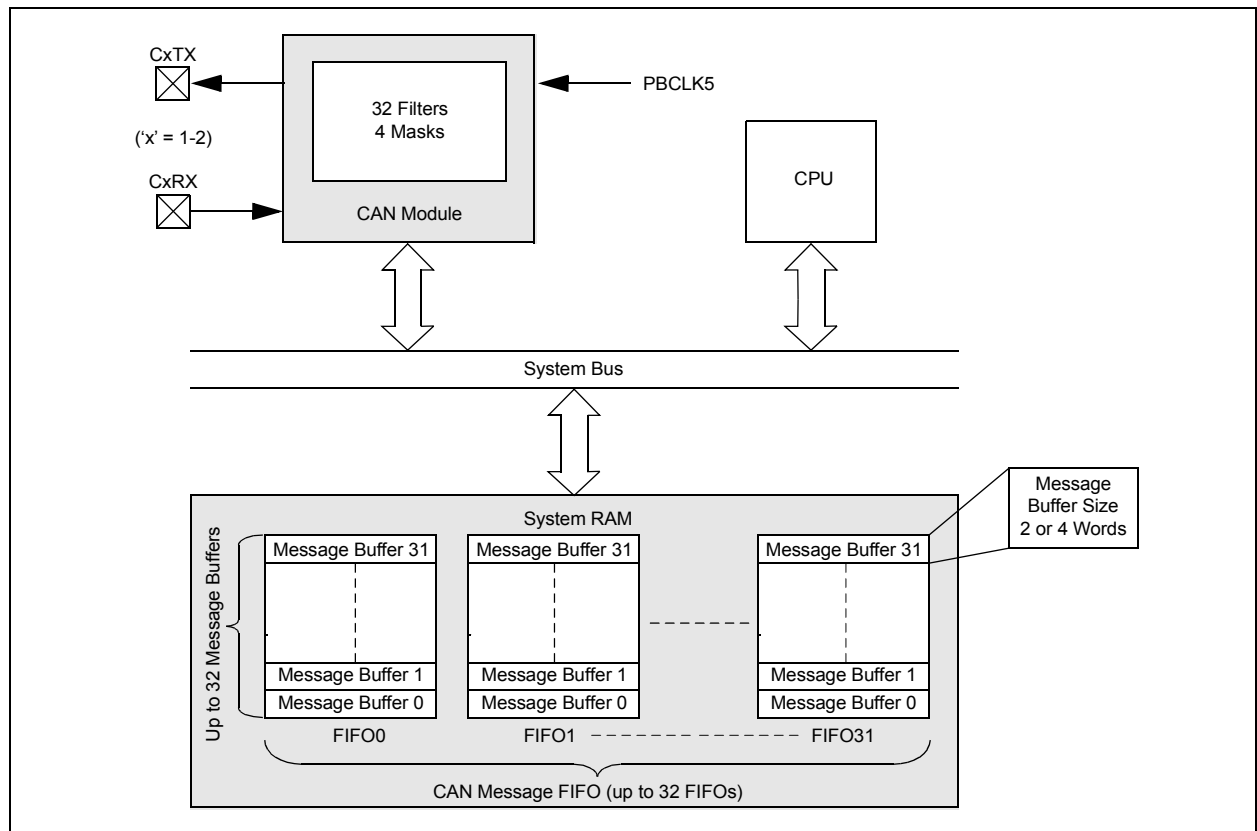 CxTX
PBCLK5
32 Filters
4 Masks
(‘x’ = 1-2)
CxRX
CAN Module
CPU
System Bus
System RAM
Message
Buffer Size
2 or 4 Words
Up to 32 Message Buffers
Message Buffer 31
Message Buffer 31
Message Buffer 31
Message Buffer 1
Message Buffer 1
Message Buffer 1
Message Buffer 0
Message Buffer 0
Message Buffer 0
FIFO0
FIFO1
FIFO31
CAN Message FIFO (up to 32 FIFOs)